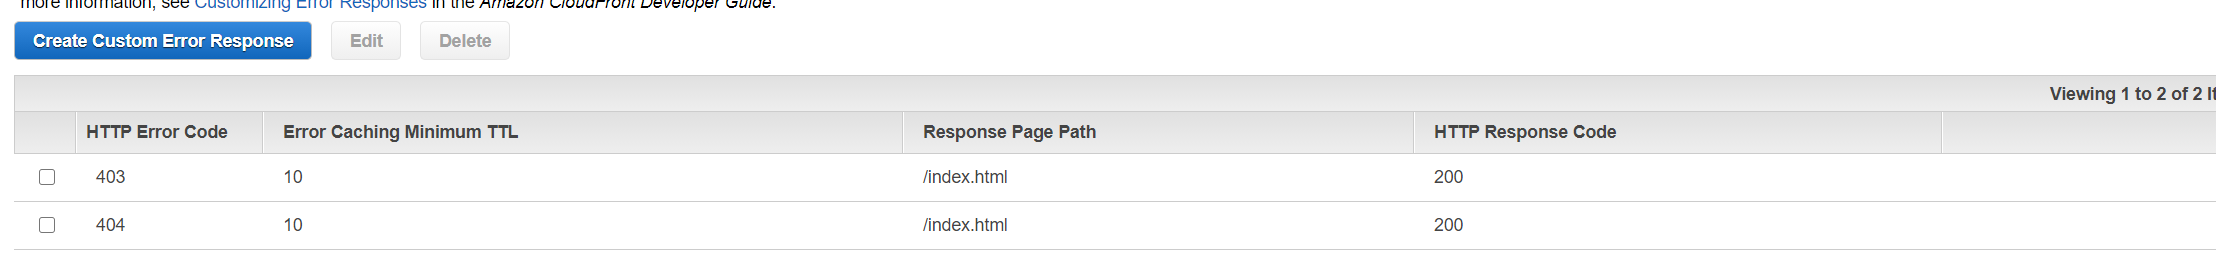 more information, see Customizing Error Responses in the Amazon CloudFront Developer Guide.
Create Custom Error Response Edit Delete
Viewing 1 to 2 of 2
HTTP Error Code Error Caching Minimum TTL Response Page Path HTTP Response Code
403 10 /index.html 200
404 10 /index.html 200